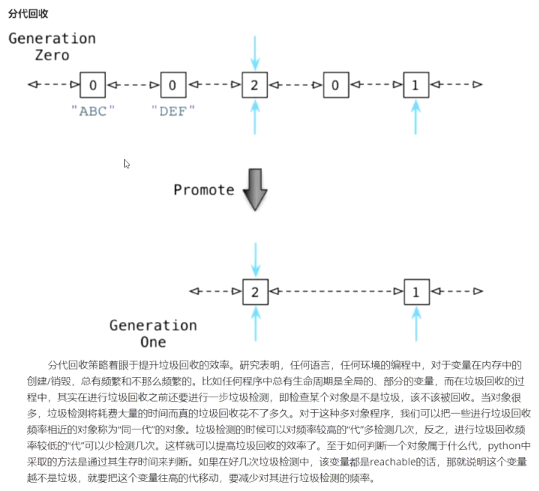 分代回收
Generation
Zero
0
0
2
0
1
"ABC"
"DEF"
Promote
2
1
Generation
One
分代回收策略着眼于提升垃圾回收的效率。研究表明，任何语言，任何环境的编程中，对于变量在内存中的
创建/销毁，总有频繁和不那么频繁的。比如任何程序中总有生命周期是全局的、部分的变量，而在垃圾回收的过
程中，其实在进行垃圾回收之前还要进行一步垃圾检测，即检查某个对象是不是垃圾，该不该被回收。当对象很
多，垃圾检测将耗费大量的时间而真的垃圾回收花不了多久。对于这种多对象程序，我们可以把一些进行垃圾回收
频率相近的对象称为“同一代”的对象。垃圾检测的时候可以对频率较高的“代”多检测几次，反之，进行垃圾回收频
率较低的“代”可以少检测几次。这样就可以提高垃圾回收的效率了。至于如何判断一个对象属于什么代，python中
采取的方法是通过其生存时间来判断。如果在好几次垃圾检测中，该变量都是reachable的话，那就说明这个变量
越不是垃圾，就要把这个变量往高的代移动，要减少对其进行垃圾检测的频率。